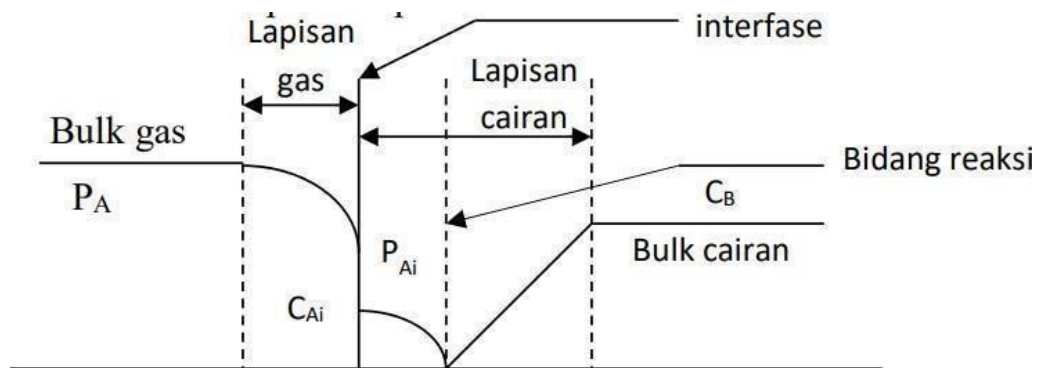 Lapisan
gas
interfase
Lapisan
cairan
Bulk gas
P_A
Bidang reaksi
C_B
Bulk cairan
P_Ai
C_Ai